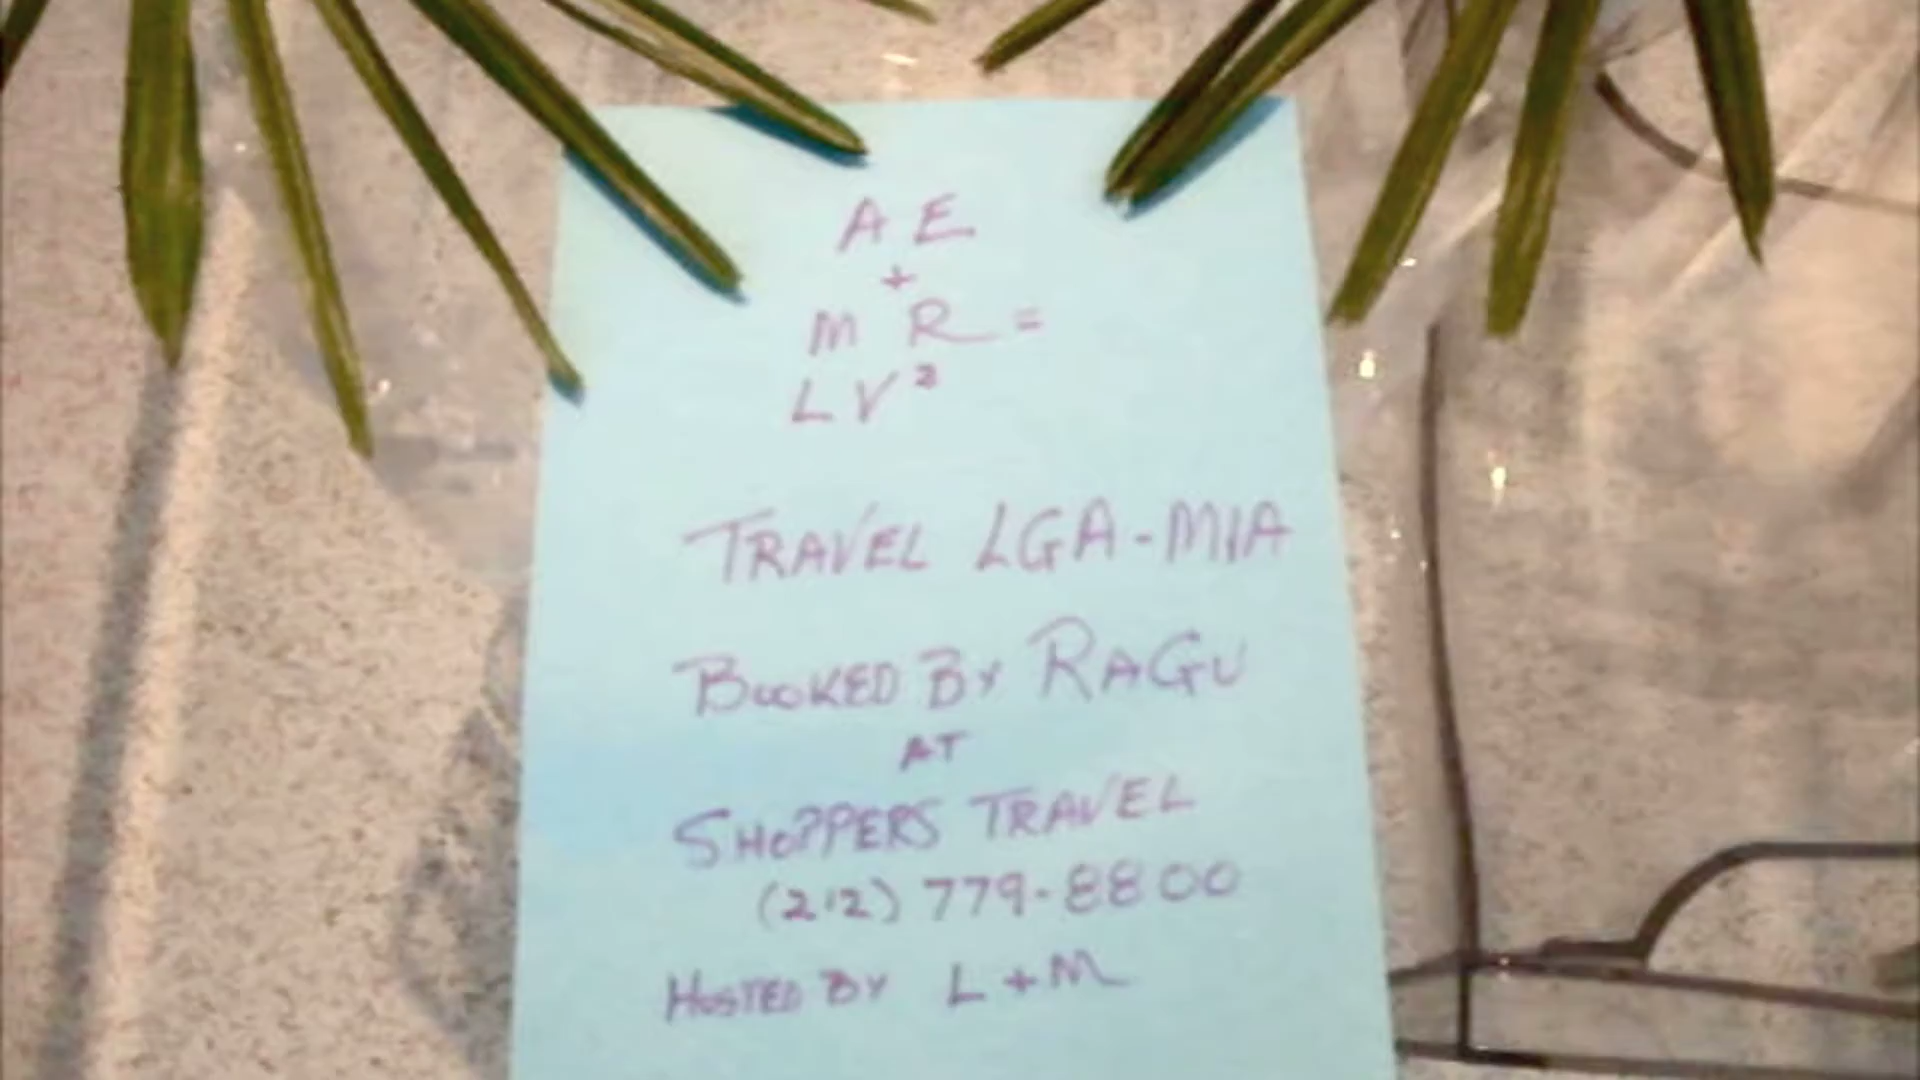 A E
+
M R =
LV²
TRAVEL LGA-MIA
BOOKED BY RAGU
AT
SHOPPERS TRAVEL
(212) 779-8800
HOSTED BY L + M